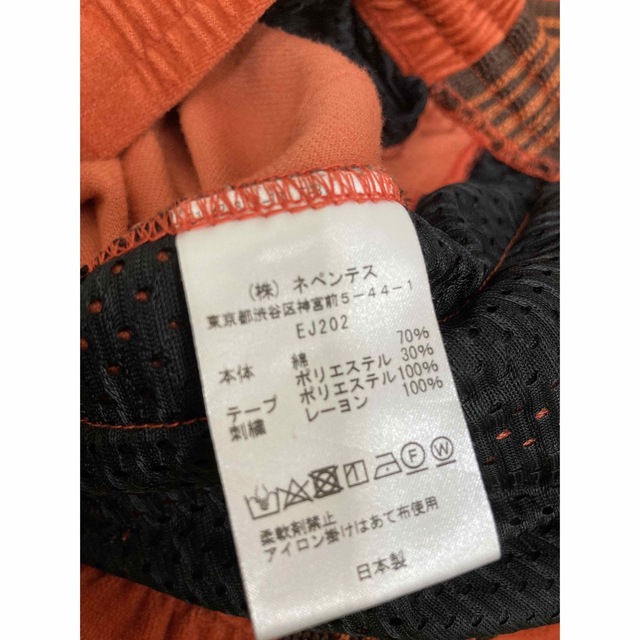 (株) ネペンテス
東京都渋谷区神宮前5-44-1
EJ202
本体 綿 70%
ポリエステル 30%
テープ ポリエステル 100%
刺繍 レーヨン 100%
F W
柔軟剤禁止
アイロン掛けはあて布使用
日本製